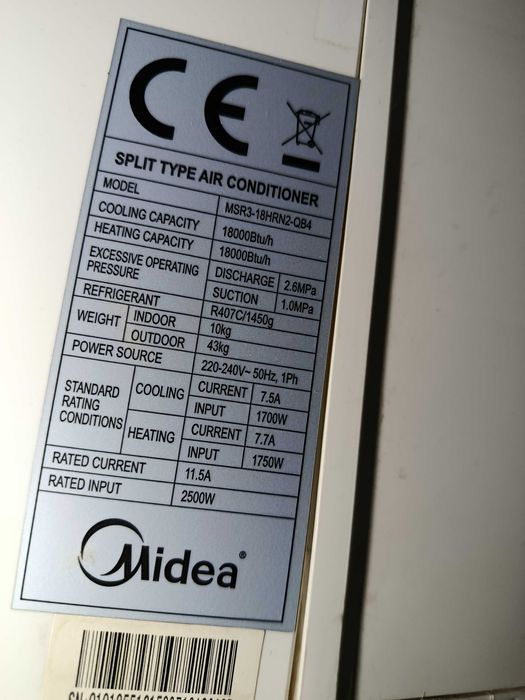 CE
SPLIT TYPE AIR CONDITIONER
MODEL MSR3-18HRN2-QB4
COOLING CAPACITY 18000Btu/h
HEATING CAPACITY 18000Btu/h
EXCESSIVE OPERATING PRESSURE DISCHARGE 2.6MPa
SUCTION 1.0MPa
REFRIGERANT R407C/1450g
WEIGHT INDOOR 10kg
OUTDOOR 43kg
POWER SOURCE 220-240V~ 50Hz, 1Ph
STANDARD RATING CONDITIONS COOLING CURRENT 7.5A
INPUT 1700W
HEATING CURRENT 7.7A
INPUT 1750W
RATED CURRENT 11.5A
RATED INPUT 2500W
Midea®